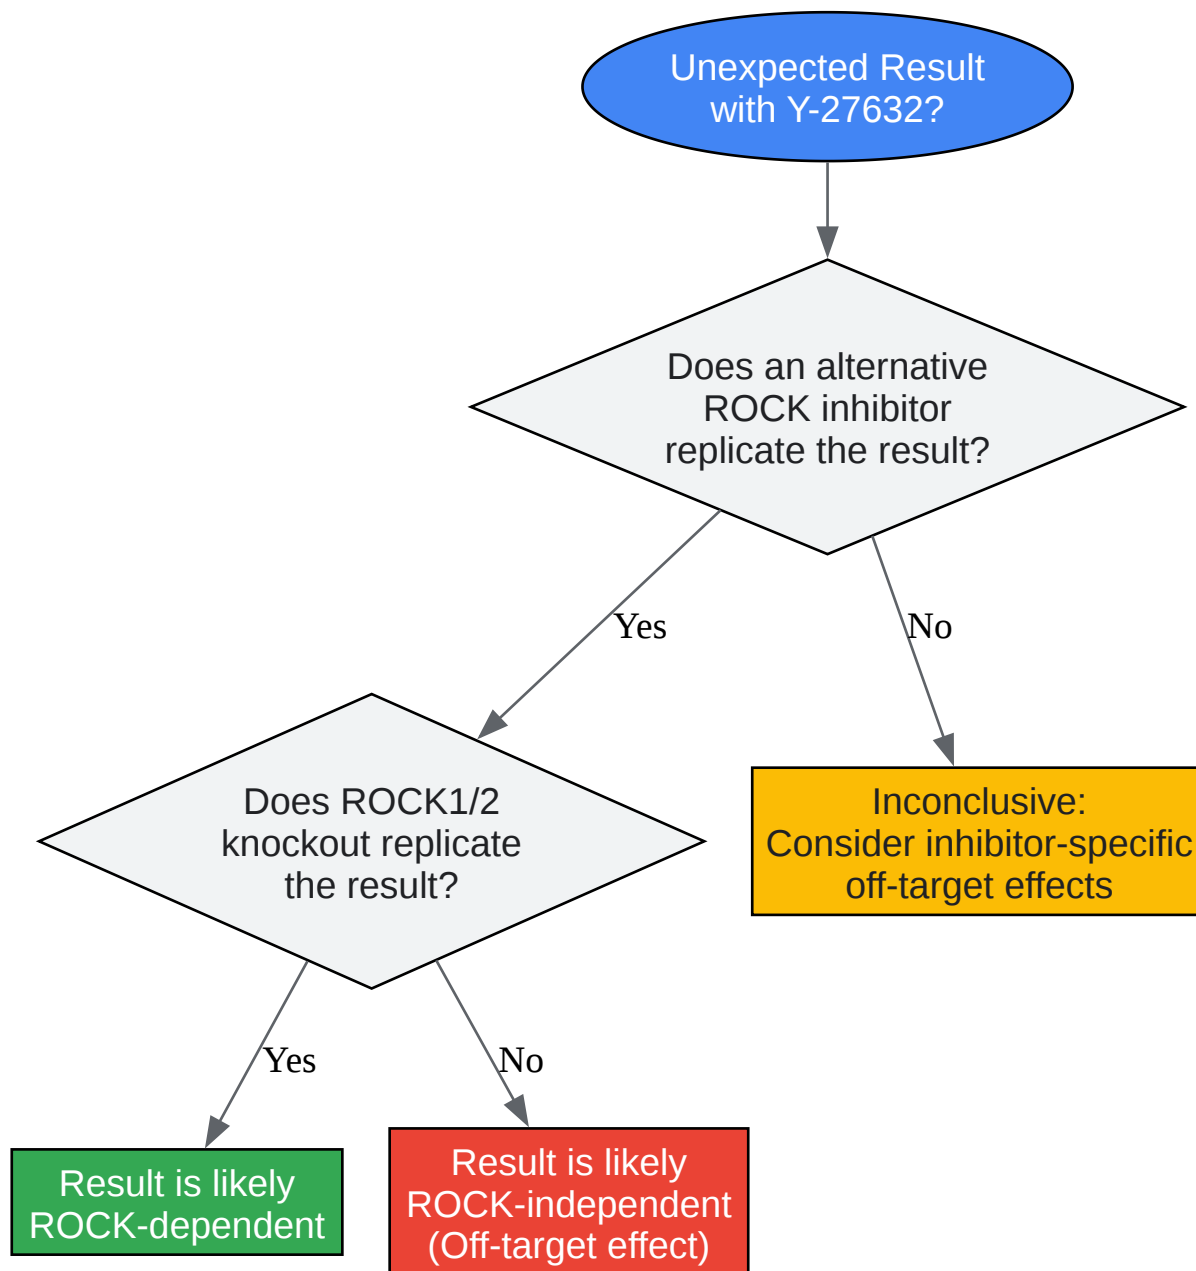 Unexpected Result
with Y-27632?
Does an alternative
ROCK inhibitor
replicate the result?
Yes
No
Does ROCK1/2
knockout replicate
the result?
Inconclusive:
Consider inhibitor-specific
off-target effects
Yes
No
Result is likely
ROCK-dependent
Result is likely
ROCK-independent
(Off-target effect)